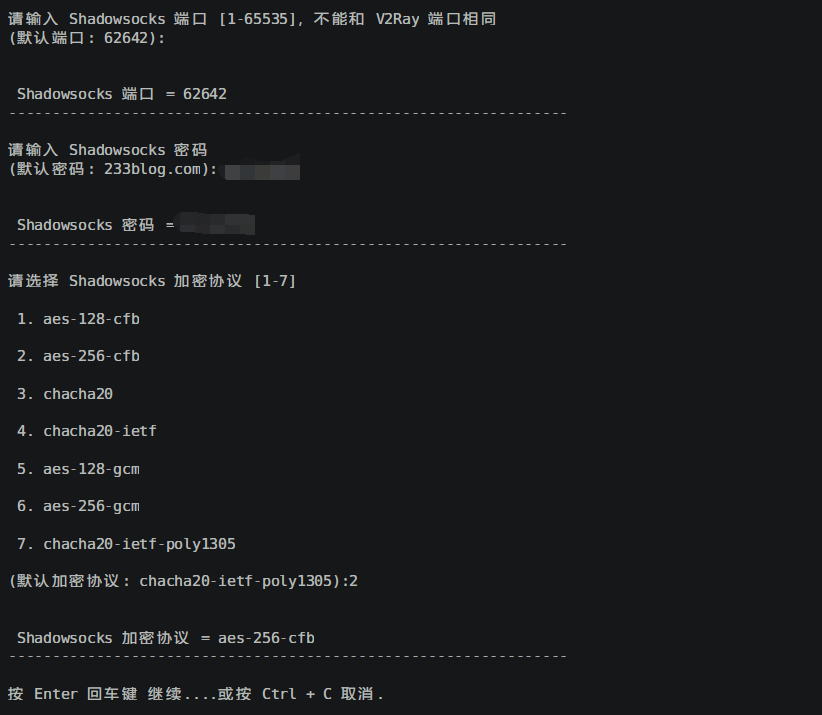 请输入 Shadowsocks 端口 [1-65535]，不能和 V2Ray 端口相同
(默认端口: 62642):
Shadowsocks 端口 = 62642
----------------------------------------------------------------
请输入 Shadowsocks 密码
(默认密码: 233blog.com):
Shadowsocks 密码 =
----------------------------------------------------------------
请选择 Shadowsocks 加密协议 [1-7]
1. aes-128-cfb
2. aes-256-cfb
3. chacha20
4. chacha20-ietf
5. aes-128-gcm
6. aes-256-gcm
7. chacha20-ietf-poly1305
(默认加密协议: chacha20-ietf-poly1305):2
Shadowsocks 加密协议 = aes-256-cfb
----------------------------------------------------------------
按 Enter 回车键 继续....或按 Ctrl + C 取消.